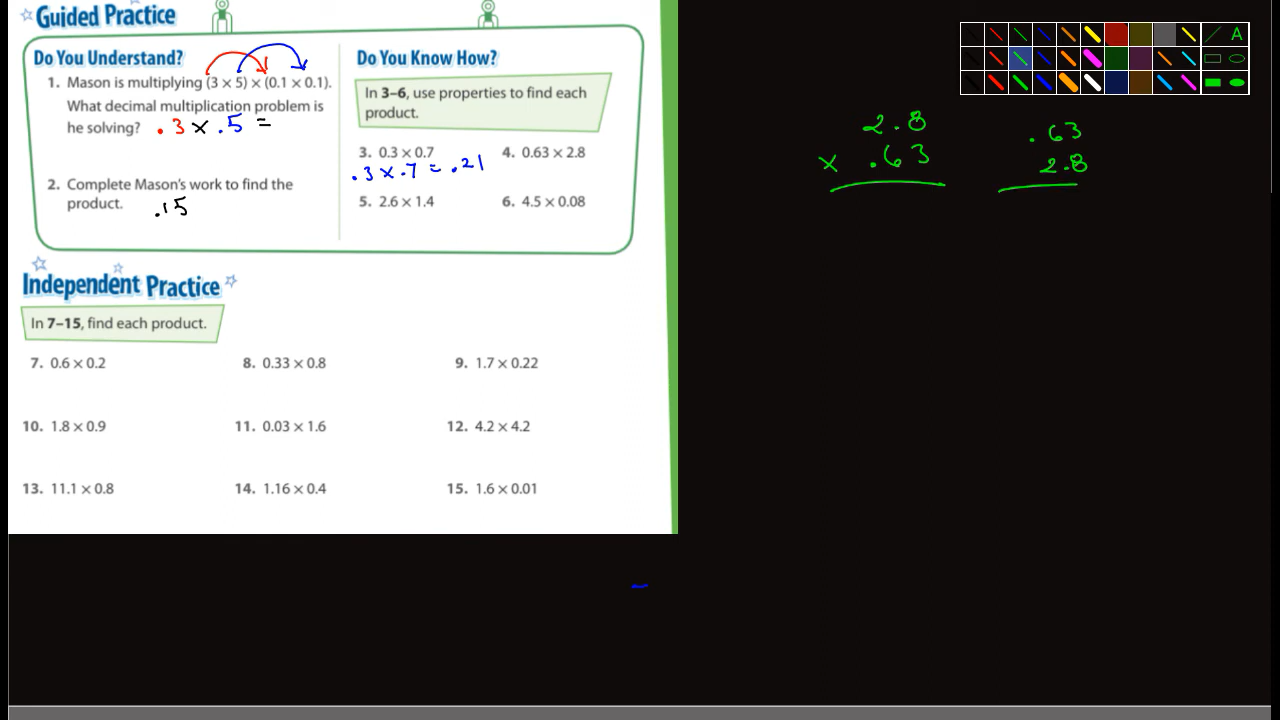 Guided Practice
Do You Understand?
1. Mason is multiplying (3 × 5) × (0.1 × 0.1).
What decimal multiplication problem is
he solving? .3 × .5 =
2. Complete Mason's work to find the
product. .15
Do You Know How?
In 3–6, use properties to find each
product.
3. 0.3 × 0.7 4. 0.63 × 2.8
.3 × .7 = .21
5. 2.6 × 1.4 6. 4.5 × 0.08
Independent Practice
In 7–15, find each product.
7. 0.6 × 0.2 8. 0.33 × 0.8 9. 1.7 × 0.22
10. 1.8 × 0.9 11. 0.03 × 1.6 12. 4.2 × 4.2
13. 11.1 × 0.8 14. 1.16 × 0.4 15. 1.6 × 0.01
A
2.8 .63
× .63 2.8